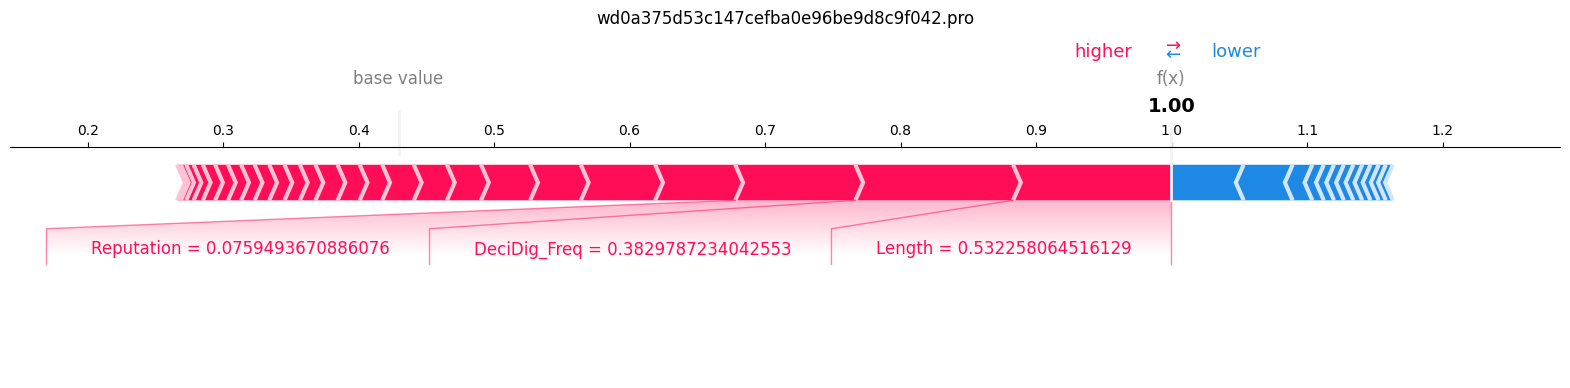 wd0a375d53c147cefba0e96be9d8c9f042.pro
higher ⇄ lower
base value f(x)
1.00
0.2 0.3 0.4 0.5 0.6 0.7 0.8 0.9 1.0 1.1 1.2
Reputation = 0.0759493670886076 DeciDig_Freq = 0.3829787234042553 Length = 0.532258064516129